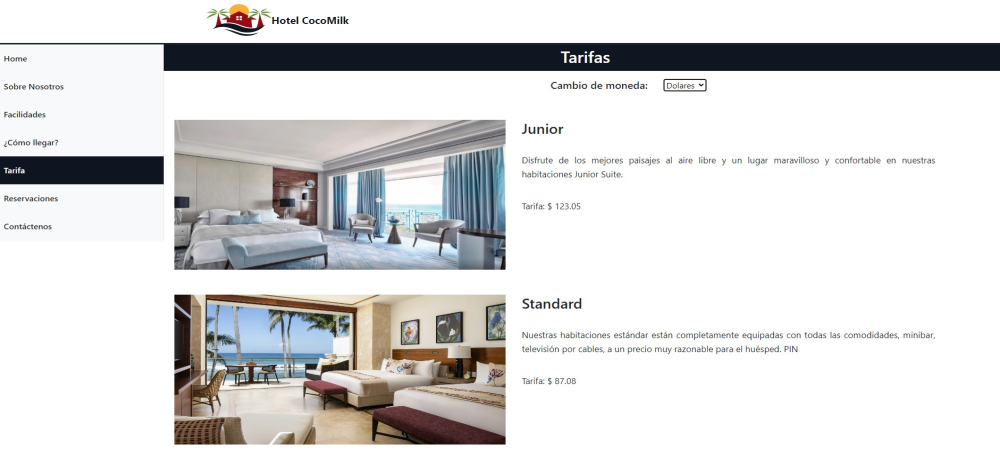 Hotel CocoMilk
Home
Sobre Nosotros
Facilidades
¿Cómo llegar?
Tarifa
Reservaciones
Contáctenos
Tarifas
Cambio de moneda: Dolares
Junior
Disfrute de los mejores paisajes al aire libre y un lugar maravilloso y confortable en nuestras
habitaciones Junior Suite.
Tarifa: $ 123.05
Standard
Nuestras habitaciones estándar están completamente equipadas con todas las comodidades, minibar,
televisión por cables, a un precio muy razonable para el huésped. PIN
Tarifa: $ 87.08